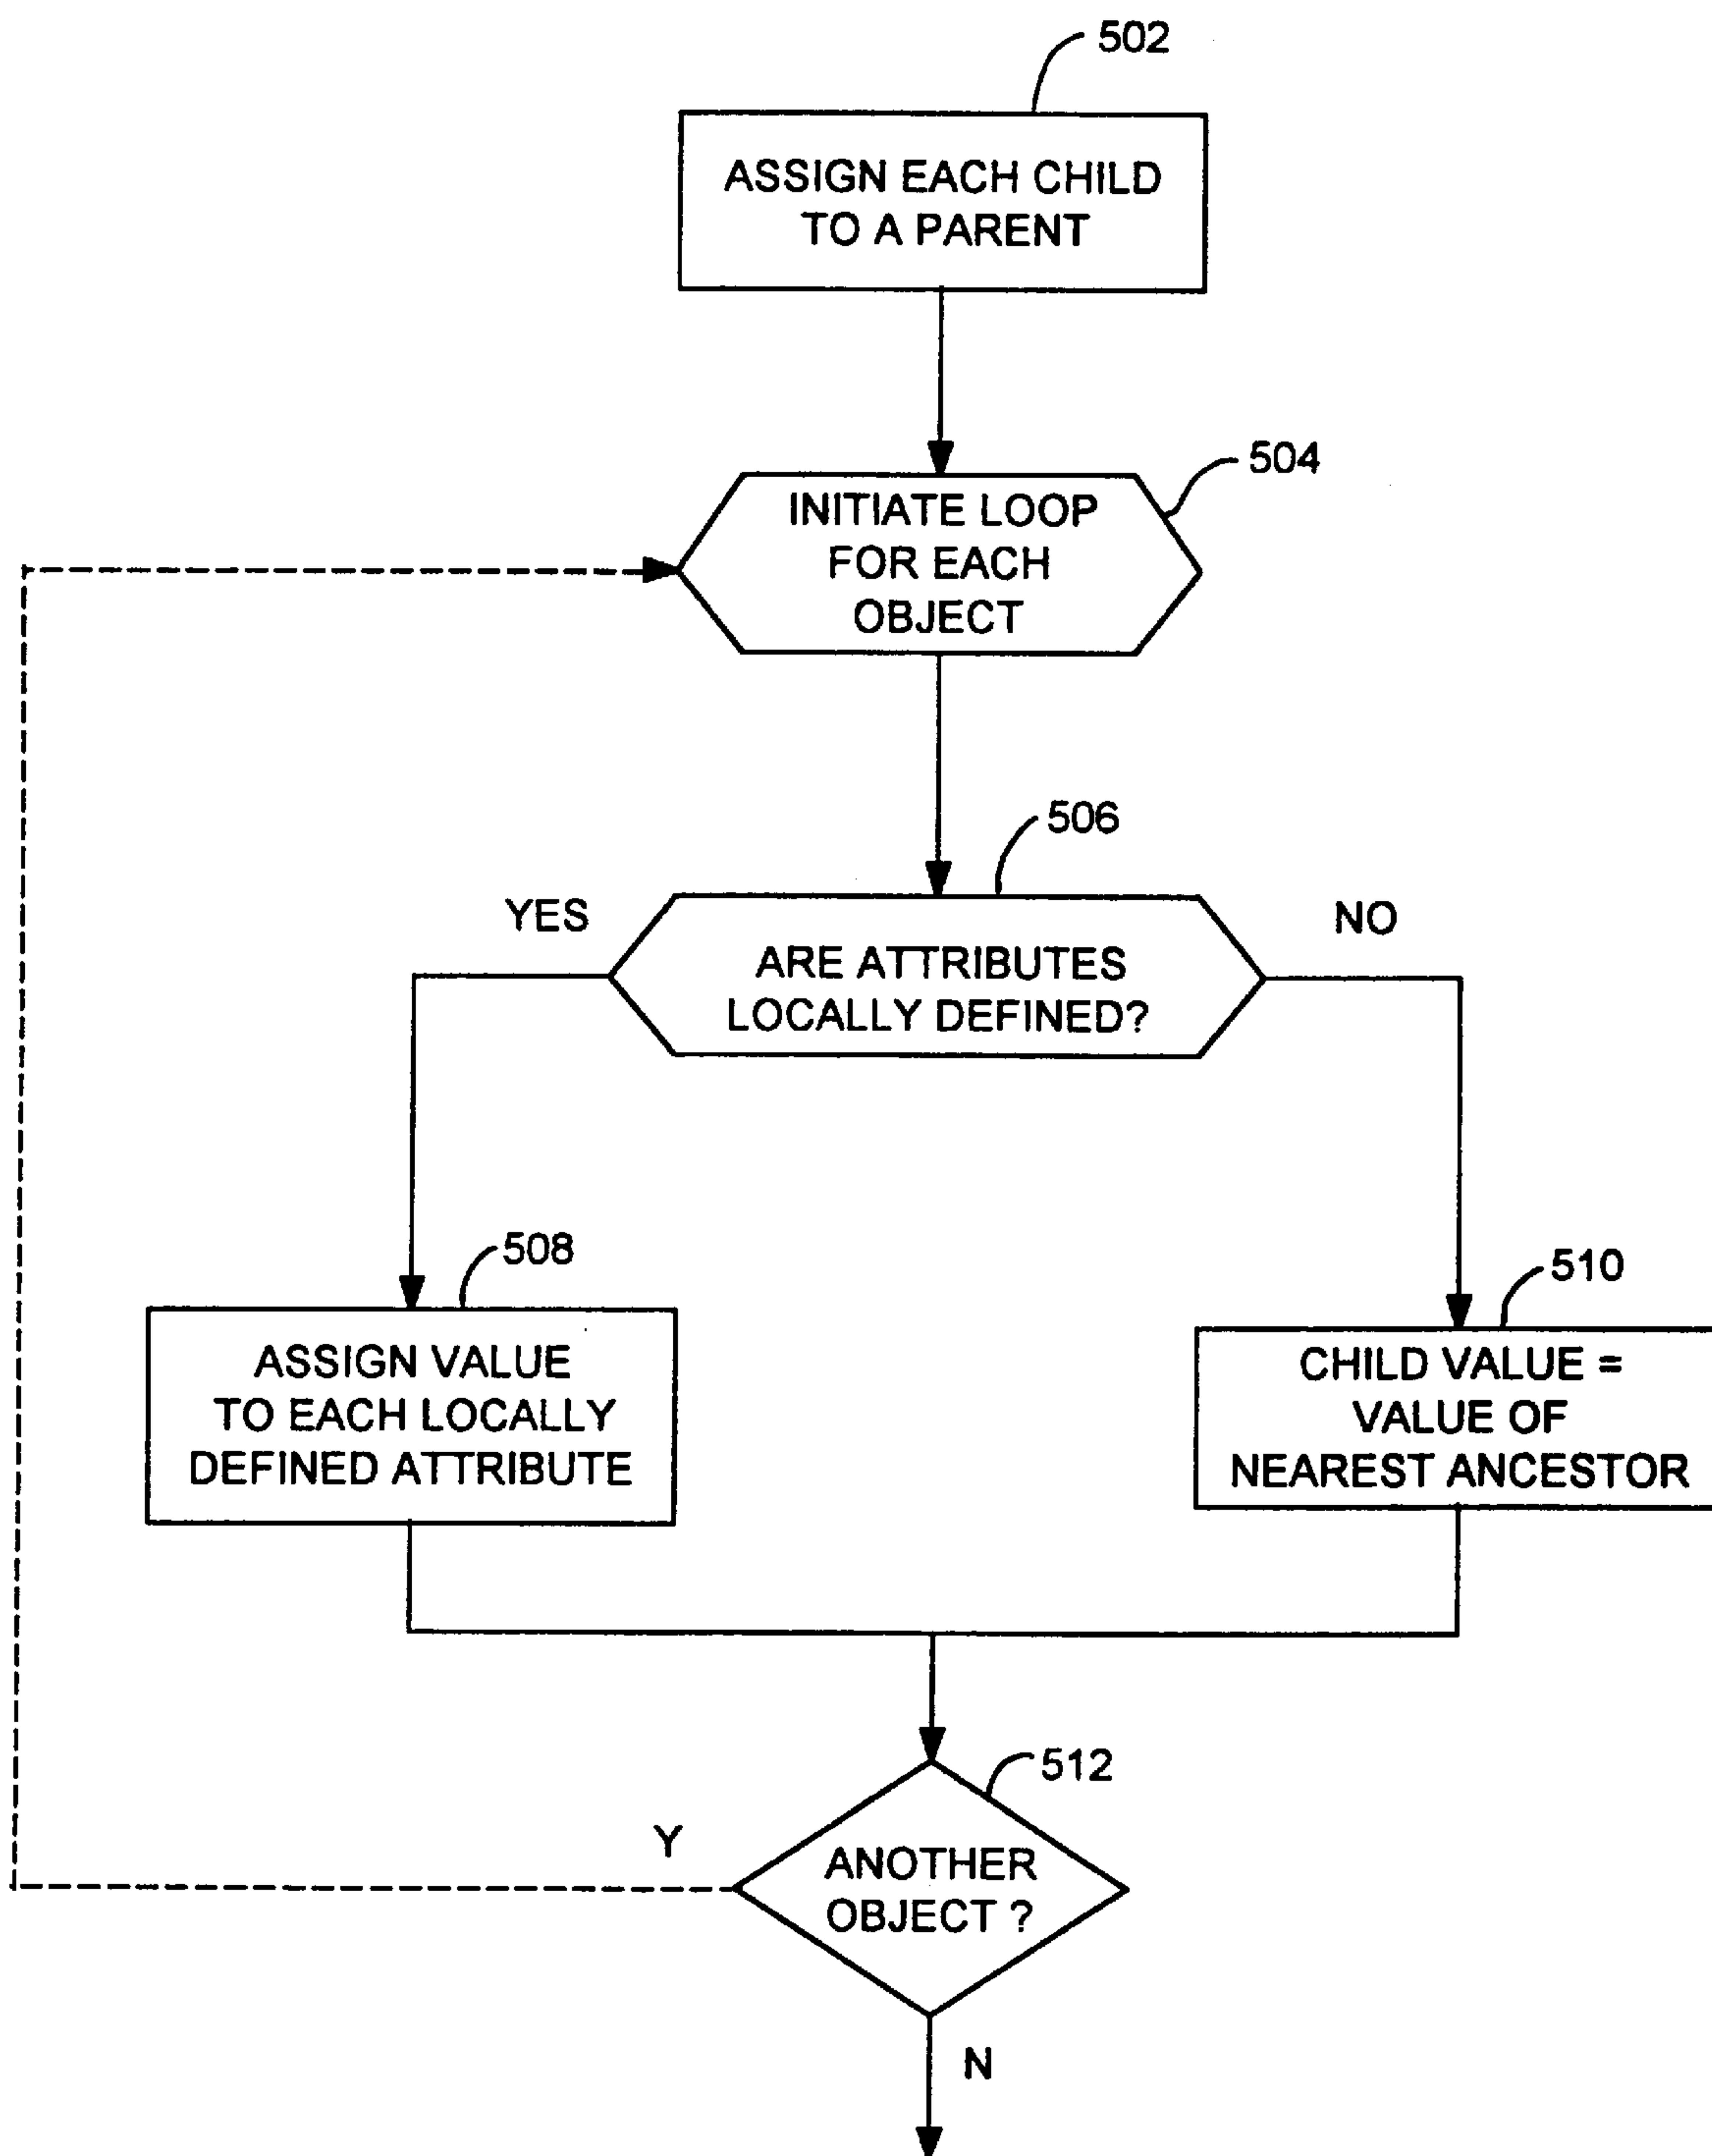 502
ASSIGN EACH CHILD
TO A PARENT
504
INITIATE LOOP
FOR EACH
OBJECT
506
YES
NO
ARE ATTRIBUTES
LOCALLY DEFINED?
508
510
ASSIGN VALUE
TO EACH LOCALLY
DEFINED ATTRIBUTE
CHILD VALUE =
VALUE OF
NEAREST ANCESTOR
512
Y
ANOTHER
OBJECT ?
N